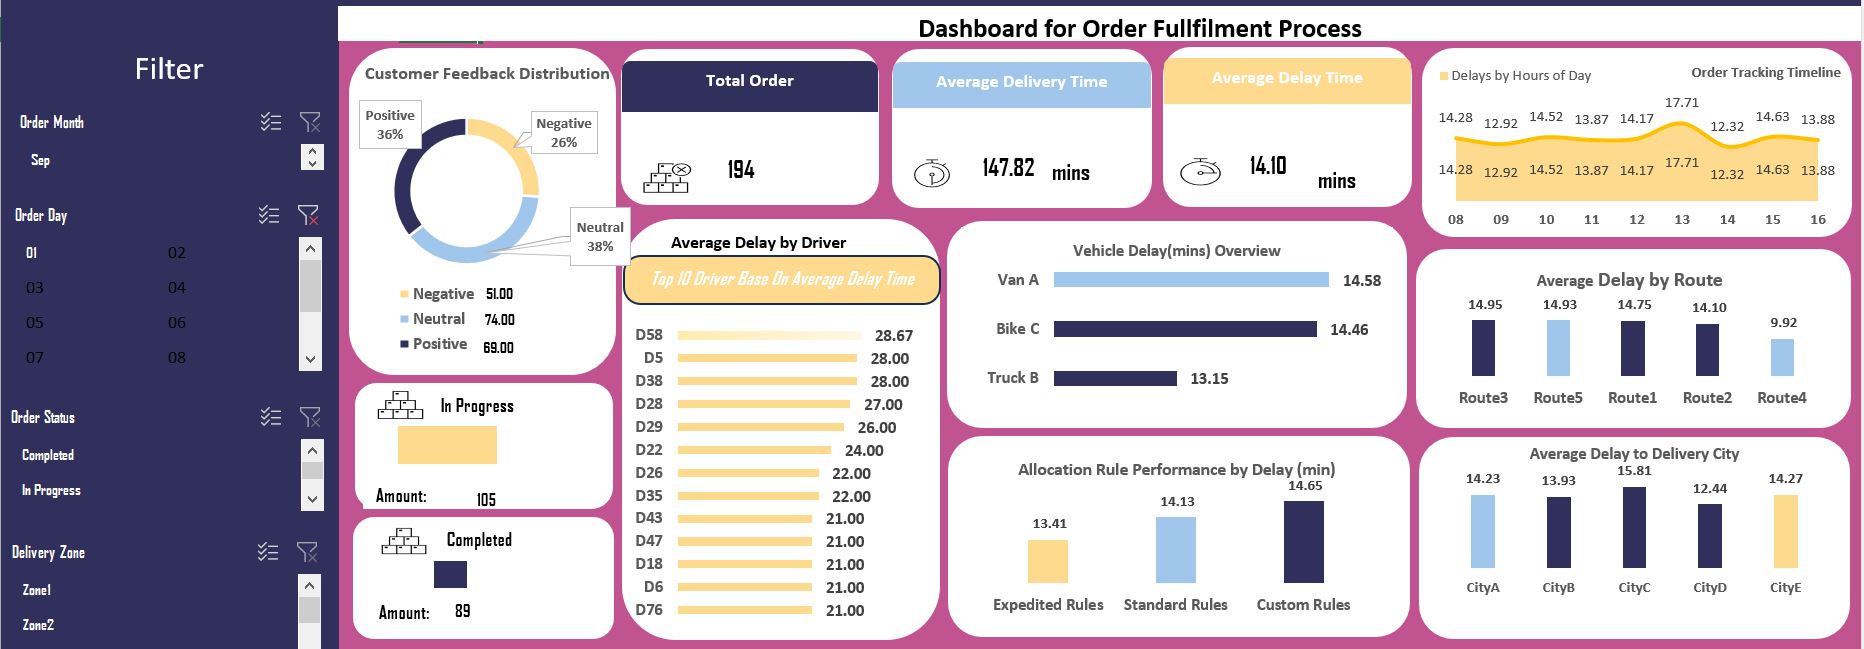 Dashboard for Order Fullfilment Process
Filter
Order Month
Sep
Order Day
01 02
03 04
05 06
07 08
Order Status
Completed
In Progress
Delivery Zone
Zone1
Zone2
Customer Feedback Distribution
Positive
36%
Negative
26%
Neutral
38%
Negative 51.00
Neutral 74.00
Positive 69.00
In Progress
Amount: 105
Completed
Amount: 89
Total Order
194
Average Delivery Time
147.82 mins
Average Delay Time
14.10 mins
Average Delay by Driver
Top 10 Driver Base On Average Delay Time
D58 28.67
D5 28.00
D38 28.00
D28 27.00
D29 26.00
D22 24.00
D26 22.00
D35 22.00
D43 21.00
D47 21.00
D18 21.00
D6 21.00
D76 21.00
Vehicle Delay(mins) Overview
Van A 14.58
Bike C 14.46
Truck B 13.15
Allocation Rule Performance by Delay (min)
13.41 14.13 14.65
Expedited Rules Standard Rules Custom Rules
Delays by Hours of Day Order Tracking Timeline
14.28 12.92 14.52 13.87 14.17 17.71 12.32 14.63 13.88
14.28 12.92 14.52 13.87 14.17 17.71 12.32 14.63 13.88
08 09 10 11 12 13 14 15 16
Average Delay by Route
14.95 14.93 14.75 14.10 9.92
Route3 Route5 Route1 Route2 Route4
Average Delay to Delivery City
14.23 13.93 15.81 12.44 14.27
CityA CityB CityC CityD CityE